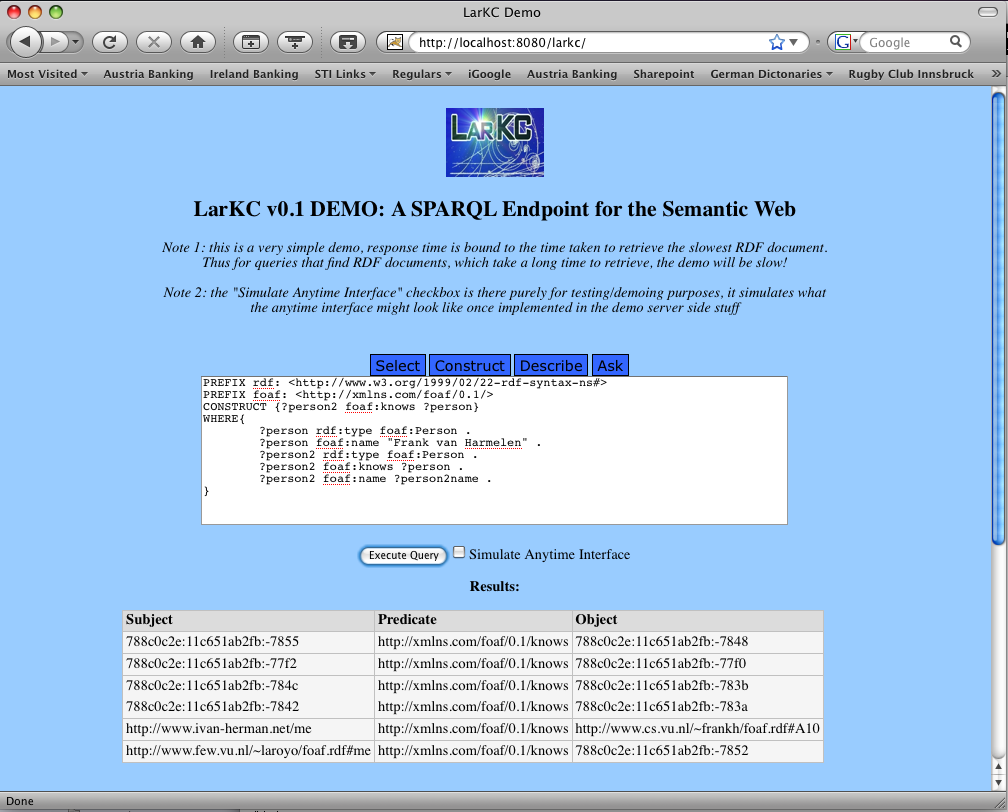 LarKC Demo
http://localhost:8080/larkc/
Google
Most Visited Austria Banking Ireland Banking STI Links Regulars iGoogle Austria Banking Sharepoint German Dictonaries Rugby Club Innsbruck »
LARKC
LarKC v0.1 DEMO: A SPARQL Endpoint for the Semantic Web
Note 1: this is a very simple demo, response time is bound to the time taken to retrieve the slowest RDF document.
Thus for queries that find RDF documents, which take a long time to retrieve, the demo will be slow!
Note 2: the "Simulate Anytime Interface" checkbox is there purely for testing/demoing purposes, it simulates what
the anytime interface might look like once implemented in the demo server side stuff
Select Construct Describe Ask
PREFIX rdf: <http://www.w3.org/1999/02/22-rdf-syntax-ns#>
PREFIX foaf: <http://xmlns.com/foaf/0.1/>
CONSTRUCT {?person2 foaf:knows ?person}
WHERE{
?person rdf:type foaf:Person .
?person foaf:name "Frank van Harmelen" .
?person2 rdf:type foaf:Person .
?person2 foaf:knows ?person .
?person2 foaf:name ?person2name .
}
Execute Query Simulate Anytime Interface
Results:
Subject Predicate Object
788c0c2e:11c651ab2fb:-7855 http://xmlns.com/foaf/0.1/knows 788c0c2e:11c651ab2fb:-7848
788c0c2e:11c651ab2fb:-77f2 http://xmlns.com/foaf/0.1/knows 788c0c2e:11c651ab2fb:-77f0
788c0c2e:11c651ab2fb:-784c http://xmlns.com/foaf/0.1/knows 788c0c2e:11c651ab2fb:-783b
788c0c2e:11c651ab2fb:-7842 http://xmlns.com/foaf/0.1/knows 788c0c2e:11c651ab2fb:-783a
http://www.ivan-herman.net/me http://xmlns.com/foaf/0.1/knows http://www.cs.vu.nl/~frankh/foaf.rdf#A10
http://www.few.vu.nl/~laroyo/foaf.rdf#me http://xmlns.com/foaf/0.1/knows 788c0c2e:11c651ab2fb:-7852
Done